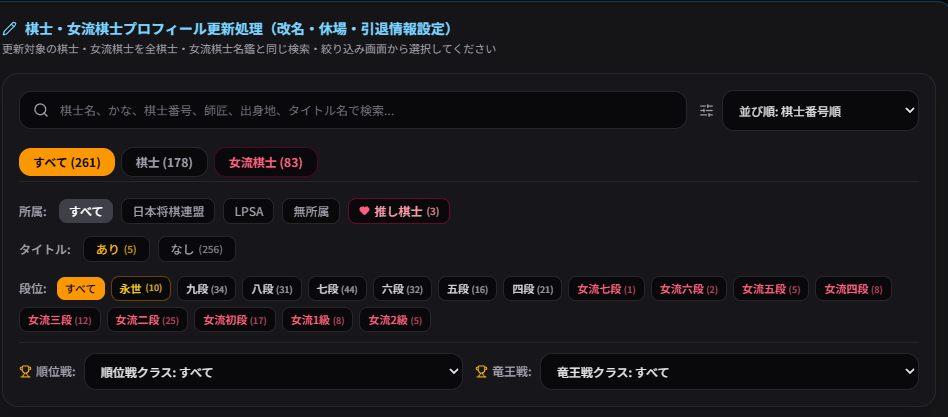 棋士・女流棋士プロフィール更新処理（改名・休場・引退情報設定）
更新対象の棋士・女流棋士を全棋士・女流棋士名鑑と同じ検索・絞り込み画面から選択してください
棋士名、かな、棋士番号、師匠、出身地、タイトル名で検索...
並び順: 棋士番号順
すべて (261) 棋士 (178) 女流棋士 (83)
所属: すべて 日本将棋連盟 LPSA 無所属 推し棋士 (3)
タイトル: あり (5) なし (256)
段位: すべて 永世 (10) 九段 (34) 八段 (31) 七段 (44) 六段 (32) 五段 (16) 四段 (21) 女流七段 (1) 女流六段 (2) 女流五段 (5) 女流四段 (8)
女流三段 (12) 女流二段 (25) 女流初段 (17) 女流1級 (8) 女流2級 (5)
順位戦: 順位戦クラス: すべて 竜王戦: 竜王戦クラス: すべて